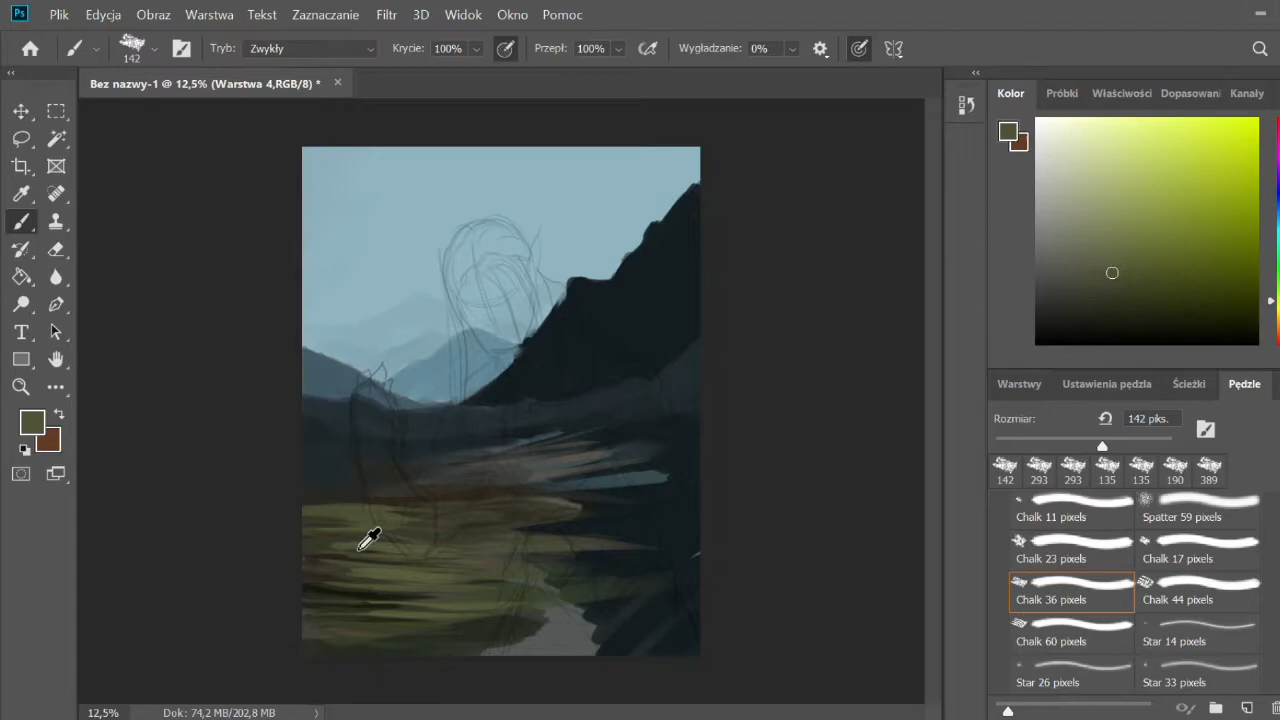 Ps Plik Edycja Obraz Warstwa Tekst Zaznaczanie Filtr 3D Widok Okno Pomoc
142 Tryb: Zwykły Krycie: 100% Przepł: 100% Wygładzanie: 0%
Bez nazwy-1 @ 12,5% (Warstwa 4,RGB/8) *
Kolor Próbki Właściwości Dopasowani Kanały
Warstwy Ustawienia pędzla Ścieżki Pędzle
Rozmiar: 142 piks.
142 293 293 135 135 190 389
Chalk 11 pixels Spatter 59 pixels
Chalk 23 pixels Chalk 17 pixels
Chalk 36 pixels Chalk 44 pixels
Chalk 60 pixels Star 14 pixels
Star 26 pixels Star 33 pixels
12,5% Dok: 74,2 MB/202,8 MB